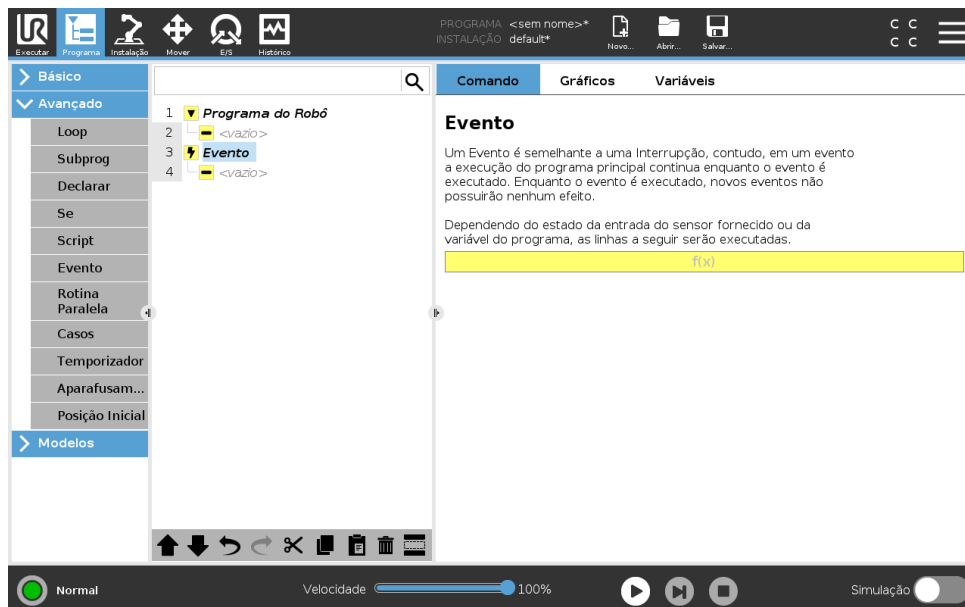 UR
PROGRAMA <sem nome>*
INSTALAÇÃO default*
Executar Programa Instalação Mover E/S Histórico
Novo... Abrir... Salvar...
C C
C C
Básico
Avançado
Loop
Subprog
Declarar
Se
Script
Evento
Rotina
Paralela
Casos
Temporizador
Aparafusam...
Posição Inicial
Modelos
1 Programa do Robô
2 <vazio>
3 Evento
4 <vazio>
Comando Gráficos Variáveis
Evento
Um Evento é semelhante a uma Interrupção, contudo, em um evento
a execução do programa principal continua enquanto o evento é
executado. Enquanto o evento é executado, novos eventos não
possuirão nenhum efeito.
Dependendo do estado da entrada do sensor fornecido ou da
variável do programa, as linhas a seguir serão executadas.
f(x)
Normal
Velocidade 100%
Simulação